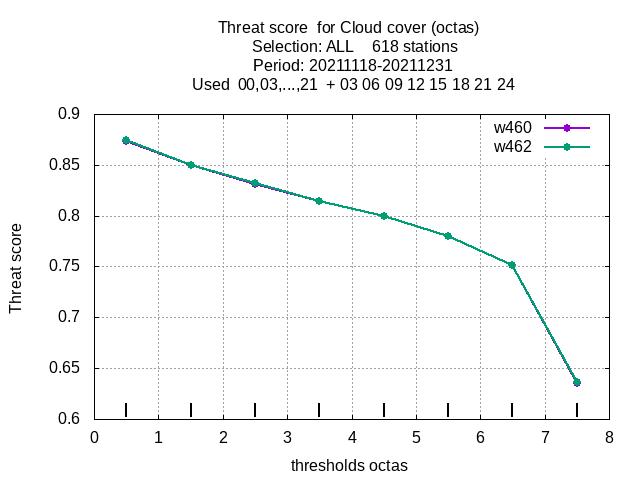 Threat score  for Cloud cover (octas)
Selection: ALL    618 stations
Period: 20211118-20211231
Used  00,03,...,21  + 03 06 09 12 15 18 21 24
0.9
w460
w462
0.85
0.8
0.75
0.7
0.65
0.6
Threat score
0 1 2 3 4 5 6 7 8
thresholds octas